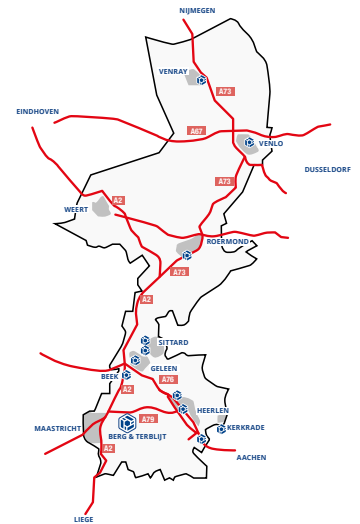 NIJMEGEN
VENRAY
A73
EINDHOVEN
A67
VENLO
DUSSELDORF
A73
A2
WEERT
ROERMOND
A73
A2
SITTARD
GELEEN
BEEK
A76
A2
HEERLEN
A79
MAASTRICHT
KERKRADE
BERG & TERBLIJT
A2
AACHEN
LIEGE